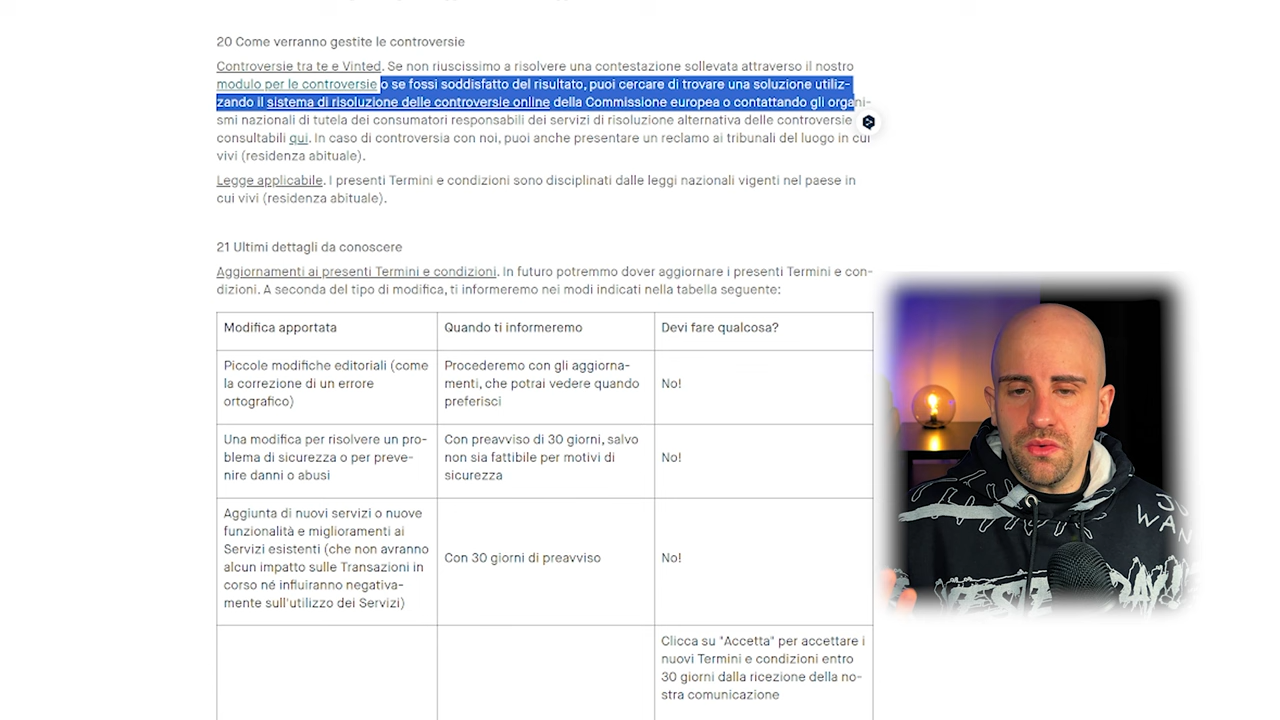 20 Come verranno gestite le controversie
Controversie tra te e Vinted. Se non riuscissimo a risolvere una contestazione sollevata attraverso il nostro
modulo per le controversie o se fossi soddisfatto del risultato, puoi cercare di trovare una soluzione utiliz-
zando il sistema di risoluzione delle controversie online della Commissione europea o contattando gli organi-
smi nazionali di tutela dei consumatori responsabili dei servizi di risoluzione alternativa delle controversie
consultabili qui. In caso di controversia con noi, puoi anche presentare un reclamo ai tribunali del luogo in cui
vivi (residenza abituale).
Legge applicabile. I presenti Termini e condizioni sono disciplinati dalle leggi nazionali vigenti nel paese in
cui vivi (residenza abituale).
21 Ultimi dettagli da conoscere
Aggiornamenti ai presenti Termini e condizioni. In futuro potremmo dover aggiornare i presenti Termini e con-
dizioni. A seconda del tipo di modifica, ti informeremo nei modi indicati nella tabella seguente:
Modifica apportata
Quando ti informeremo
Devi fare qualcosa?
Piccole modifiche editoriali (come
la correzione di un errore
ortografico)
Procederemo con gli aggiorna-
menti, che potrai vedere quando
preferisci
No!
Una modifica per risolvere un pro-
blema di sicurezza o per preve-
nire danni o abusi
Con preavviso di 30 giorni, salvo
non sia fattibile per motivi di
sicurezza
No!
Aggiunta di nuovi servizi o nuove
funzionalità e miglioramenti ai
Servizi esistenti (che non avranno
alcun impatto sulle Transazioni in
corso né influiranno negativa-
mente sull'utilizzo dei Servizi)
Con 30 giorni di preavviso
No!
Clicca su "Accetta" per accettare i
nuovi Termini e condizioni entro
30 giorni dalla ricezione della no-
stra comunicazione